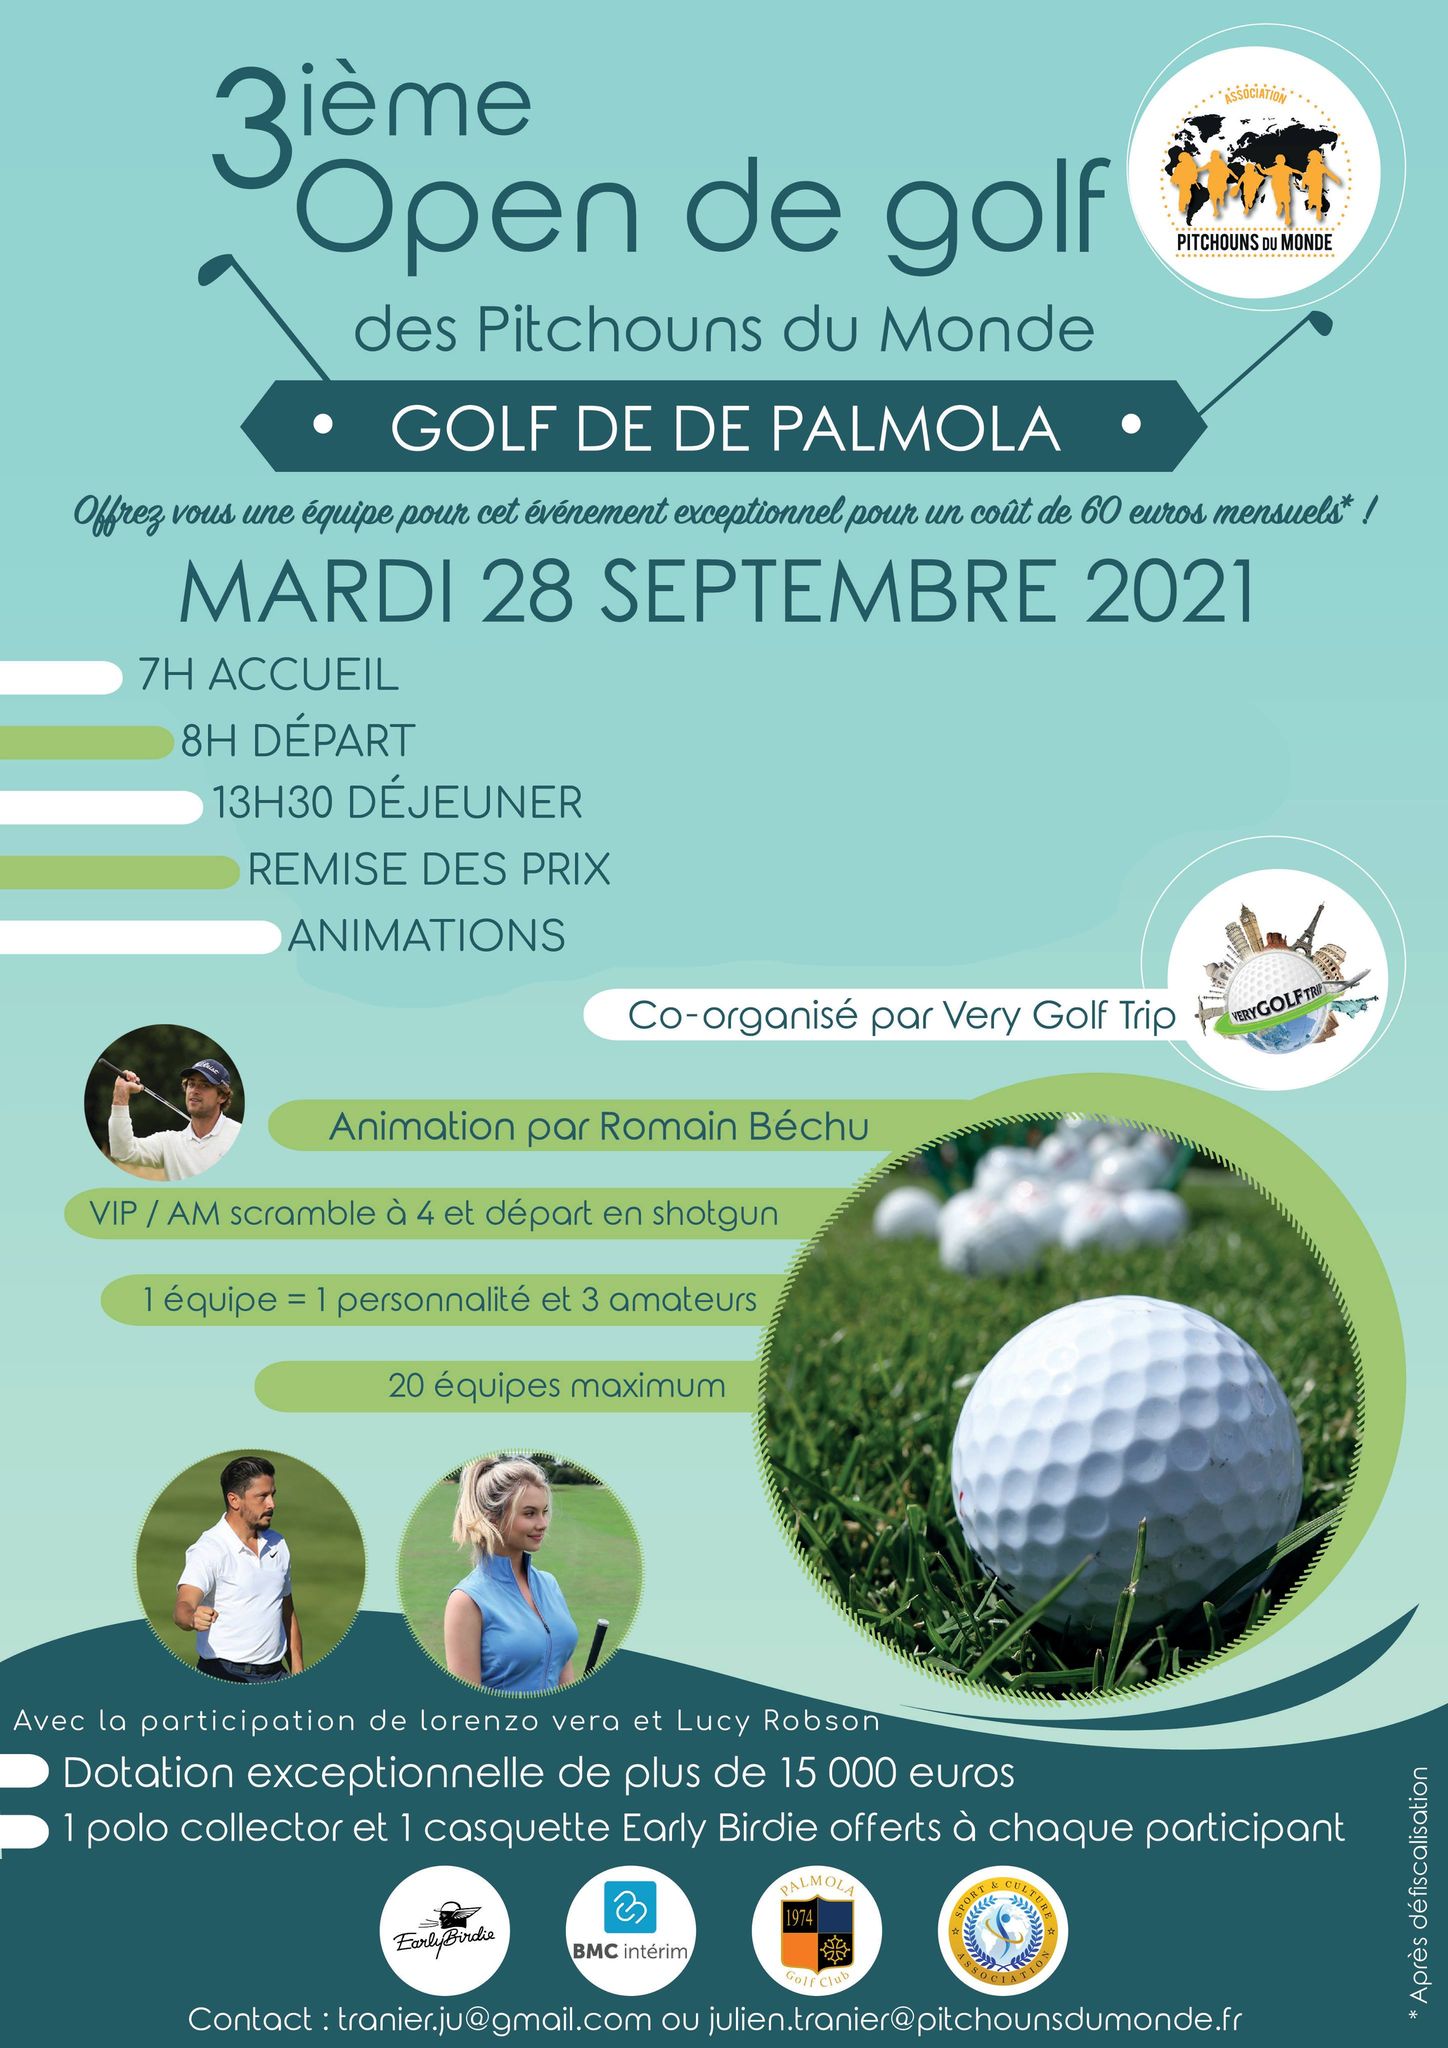 3ième
Open de golf
des Pitchouns du Monde
ASSOCIATION
PITCHOUNS DU MONDE
GOLF DE DE PALMOLA
Offrez vous une équipe pour cet événement exceptionnel pour un coût de 60 euros mensuels* !
MARDI 28 SEPTEMBRE 2021
7H ACCUEIL
8H DÉPART
13H30 DÉJEUNER
REMISE DES PRIX
ANIMATIONS
Co-organisé par Very Golf Trip
VERY GOLF TRIP
Animation par Romain Béchu
VIP / AM scramble à 4 et départ en shotgun
1 équipe = 1 personnalité et 3 amateurs
20 équipes maximum
Avec la participation de lorenzo vera et Lucy Robson
Dotation exceptionnelle de plus de 15 000 euros
1 polo collector et 1 casquette Early Birdie offerts à chaque participant
Early Birdie
BMC intérim
PALMOLA
1974
Golf Club
SPORT & CULTURE
ASSOCIATION
Contact : tranier.ju@gmail.com ou julien.tranier@pitchounsdumonde.fr
* Après défiscalisation